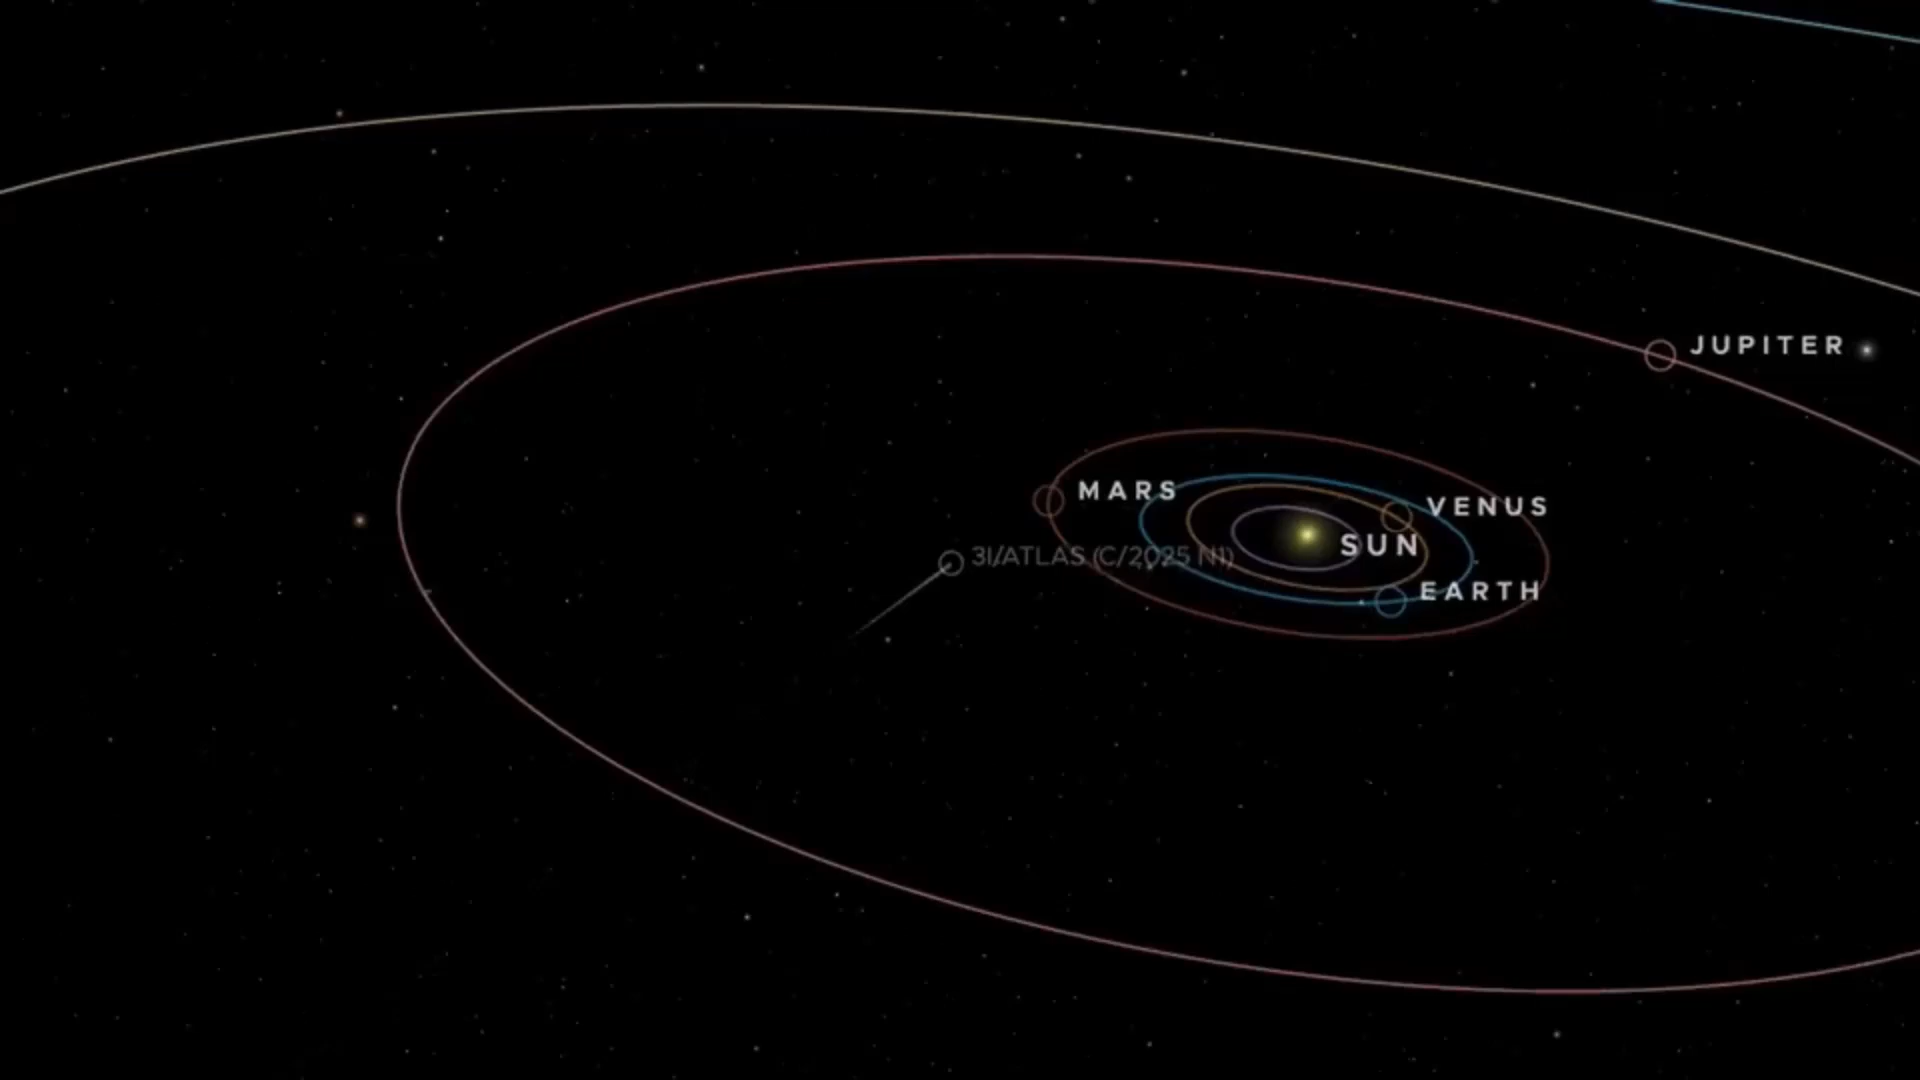 JUPITER
MARS
VENUS
SUN
3I/ATLAS (C/2025 N1)
EARTH